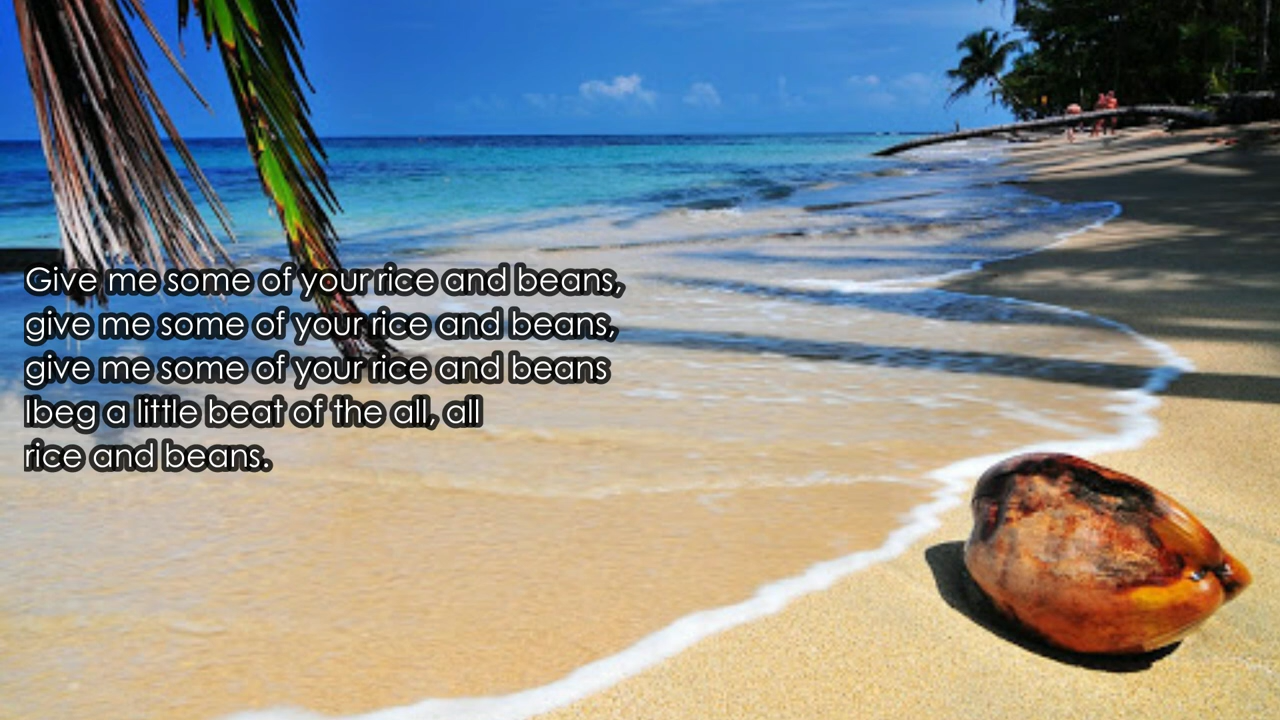 Give me some of your rice and beans,
give me some of your rice and beans,
give me some of your rice and beans
Ibeg a little beat of the all, all
rice and beans.